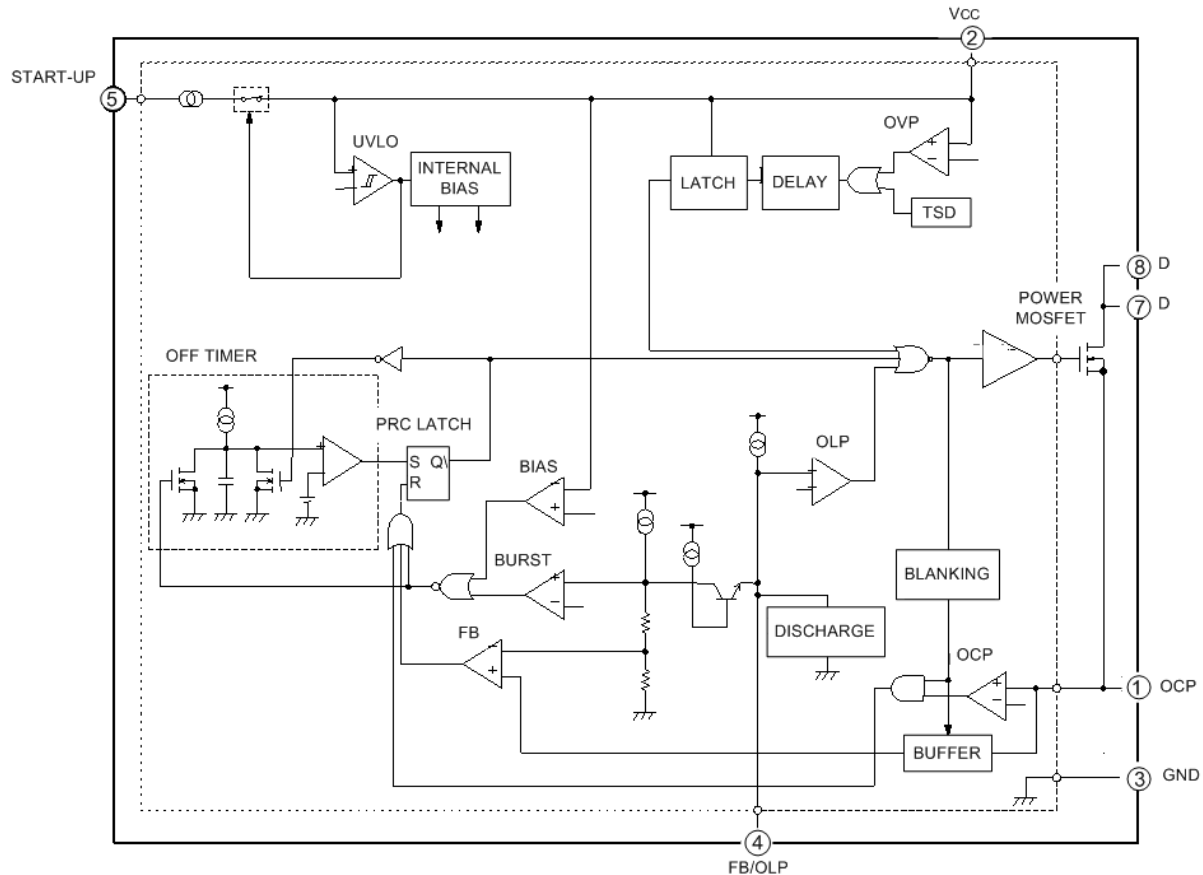 VCC
2
START-UP
5
OVP
UVLO
INTERNAL
BIAS
LATCH
DELAY
TSD
8 D
POWER
MOSFET
7 D
OFF TIMER
PRC LATCH
S Q\
R
OLP
BIAS
BURST
BLANKING
FB
DISCHARGE
OCP
1 OCP
BUFFER
3 GND
4
FB/OLP